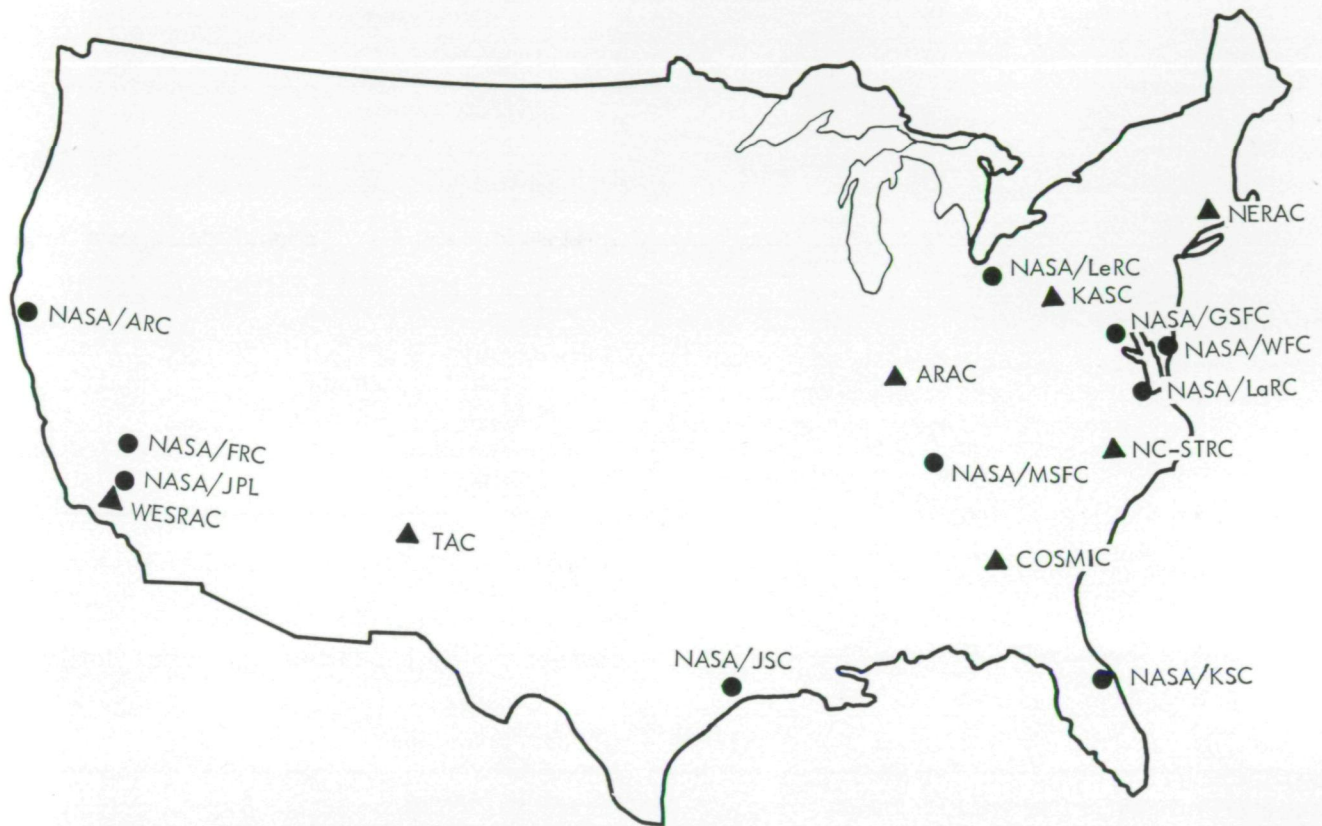 NERAC
NASA/LeRC
KASC
NASA/ARC
NASA/GSFC
NASA/WFC
ARAC
NASA/LaRC
NASA/FRC
NC-STRC
NASA/MSFC
NASA/JPL
WESRAC
TAC
COSMIC
NASA/JSC
NASA/KSC